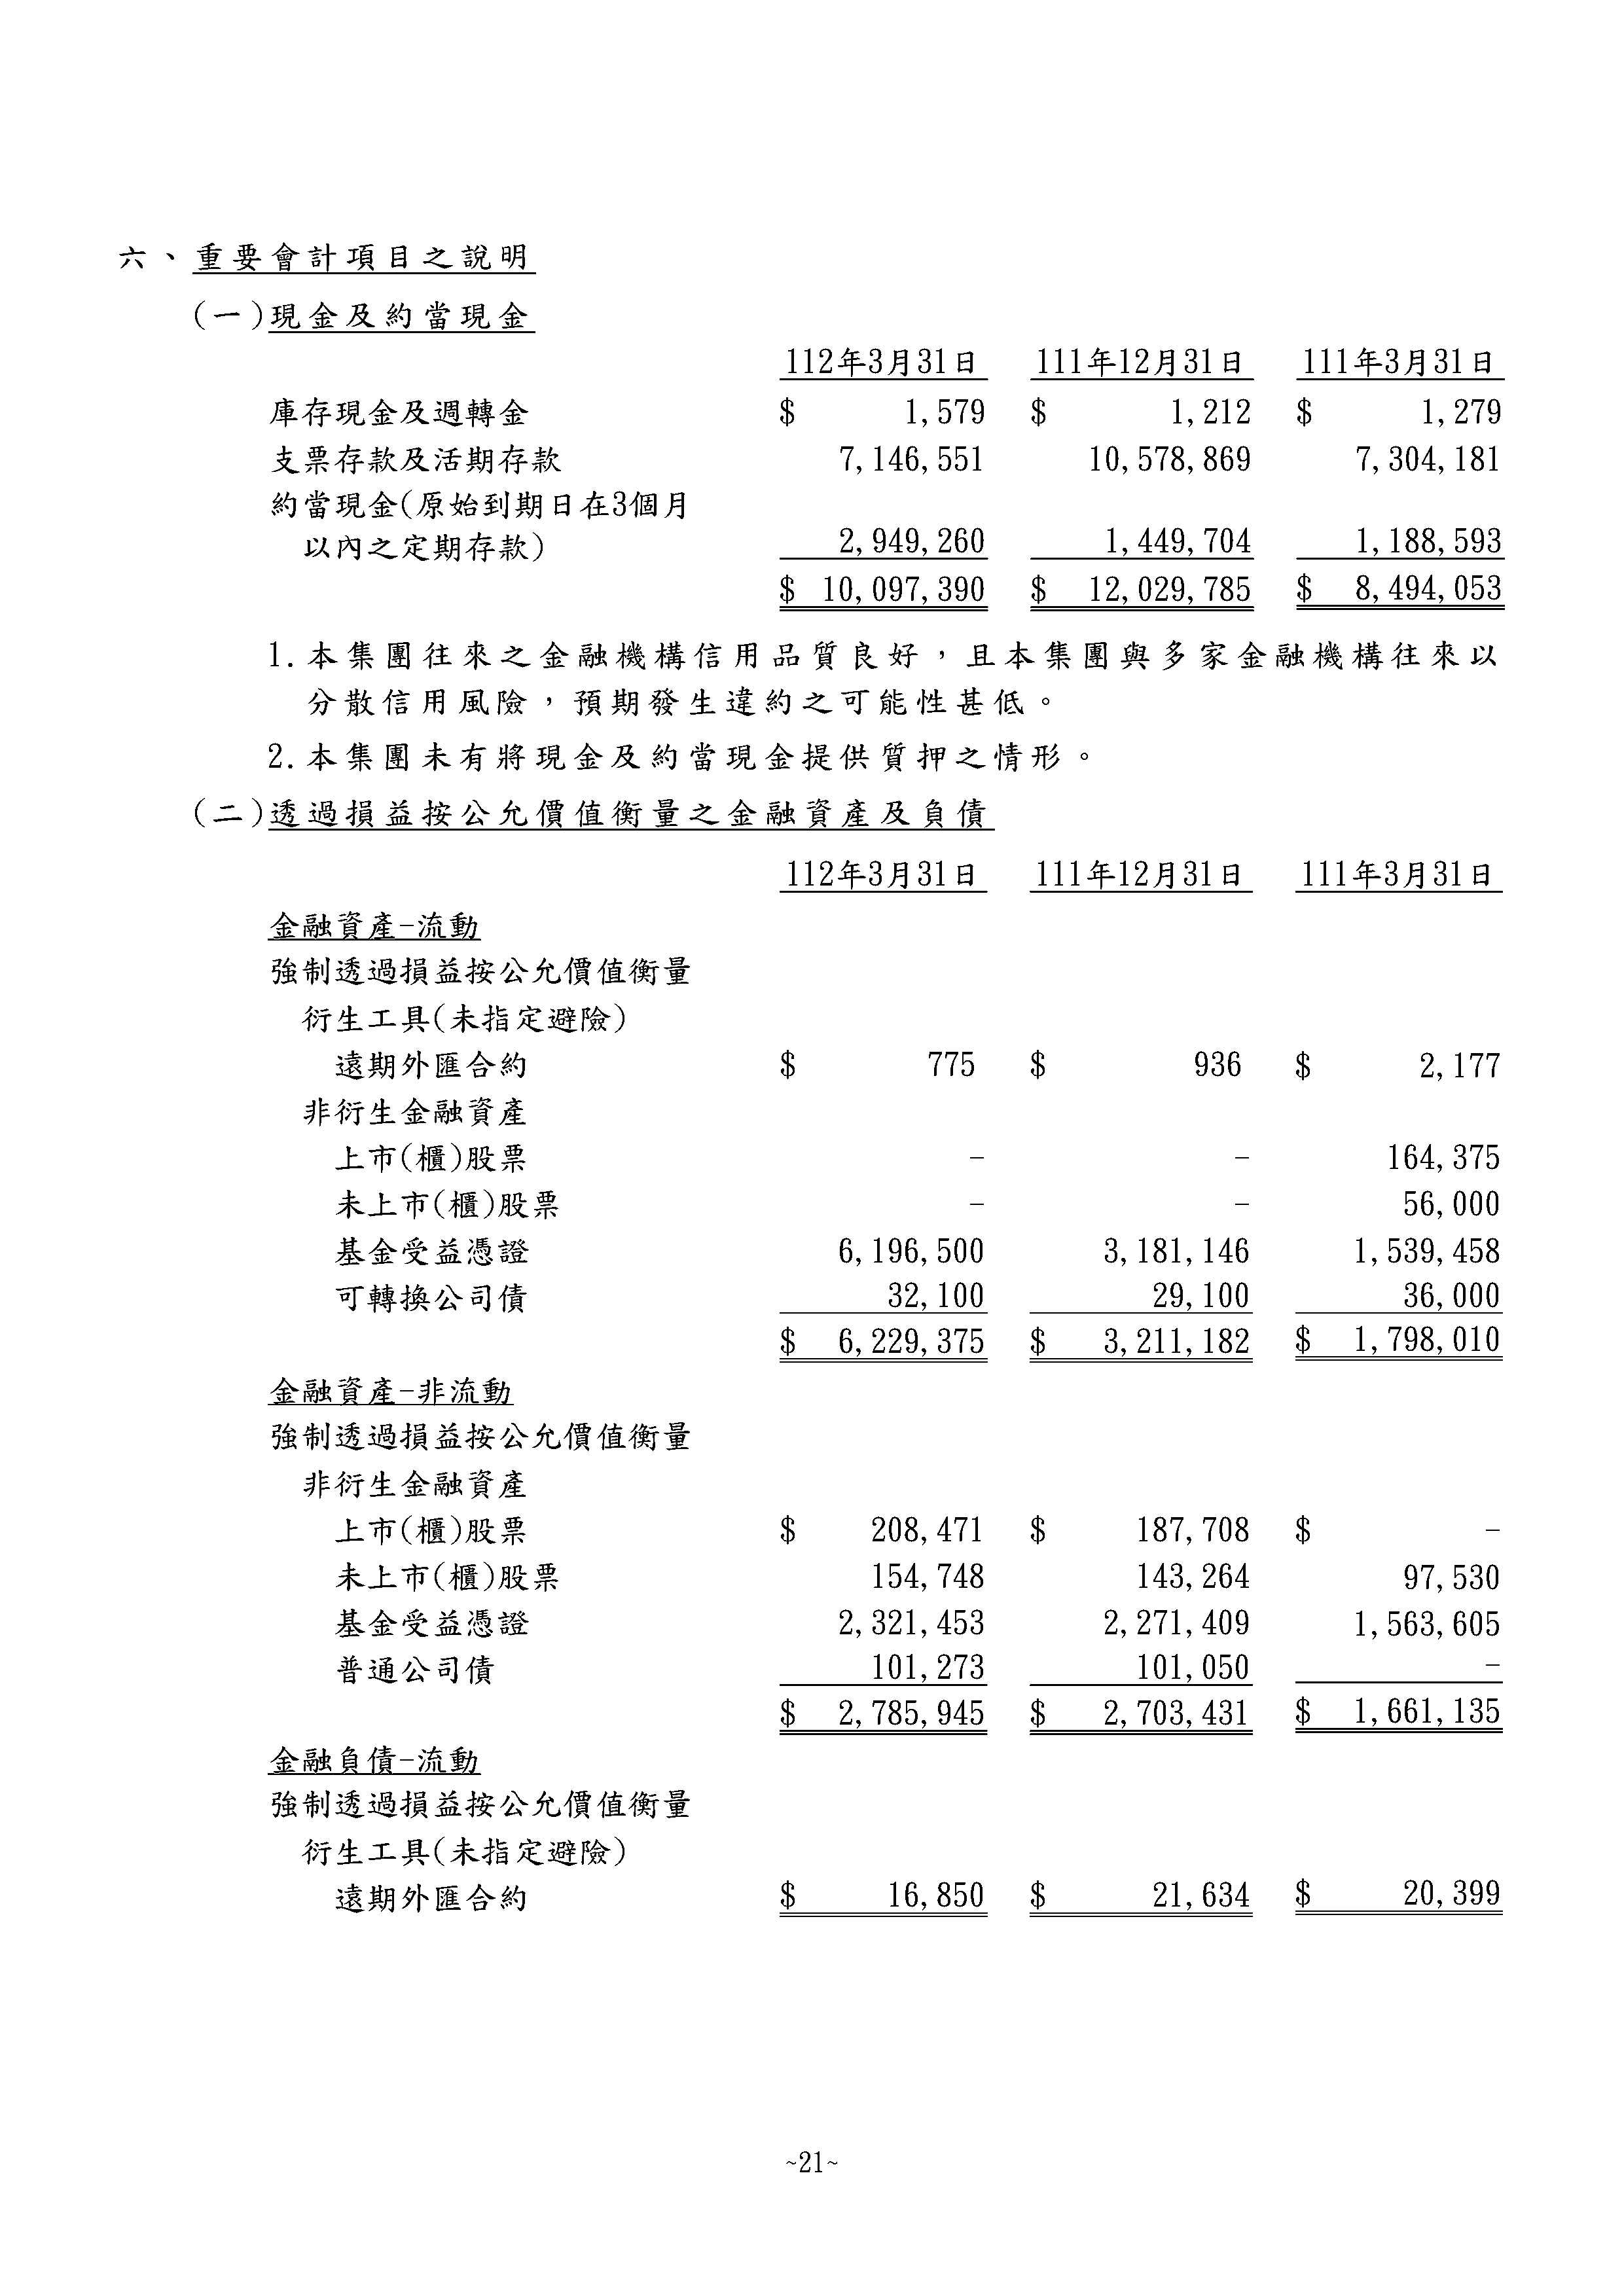 六、重要會計項目之說明
(一)現金及約當現金
112年3月31日 111年12月31日 111年3月31日
庫存現金及週轉金 $ 1,579 $ 1,212 $ 1,279
支票存款及活期存款 7,146,551 10,578,869 7,304,181
約當現金(原始到期日在3個月
以內之定期存款) 2,949,260 1,449,704 1,188,593
$ 10,097,390 $ 12,029,785 $ 8,494,053
1.本集團往來之金融機構信用品質良好，且本集團與多家金融機構往來以
分散信用風險，預期發生違約之可能性甚低。
2.本集團未有將現金及約當現金提供質押之情形。
(二)透過損益按公允價值衡量之金融資產及負債
112年3月31日 111年12月31日 111年3月31日
金融資產-流動
強制透過損益按公允價值衡量
衍生工具(未指定避險)
遠期外匯合約 $ 775 $ 936 $ 2,177
非衍生金融資產
上市(櫃)股票 - - 164,375
未上市(櫃)股票 - - 56,000
基金受益憑證 6,196,500 3,181,146 1,539,458
可轉換公司債 32,100 29,100 36,000
$ 6,229,375 $ 3,211,182 $ 1,798,010
金融資產-非流動
強制透過損益按公允價值衡量
非衍生金融資產
上市(櫃)股票 $ 208,471 $ 187,708 $ -
未上市(櫃)股票 154,748 143,264 97,530
基金受益憑證 2,321,453 2,271,409 1,563,605
普通公司債 101,273 101,050 -
$ 2,785,945 $ 2,703,431 $ 1,661,135
金融負債-流動
強制透過損益按公允價值衡量
衍生工具(未指定避險)
遠期外匯合約 $ 16,850 $ 21,634 $ 20,399
~21~